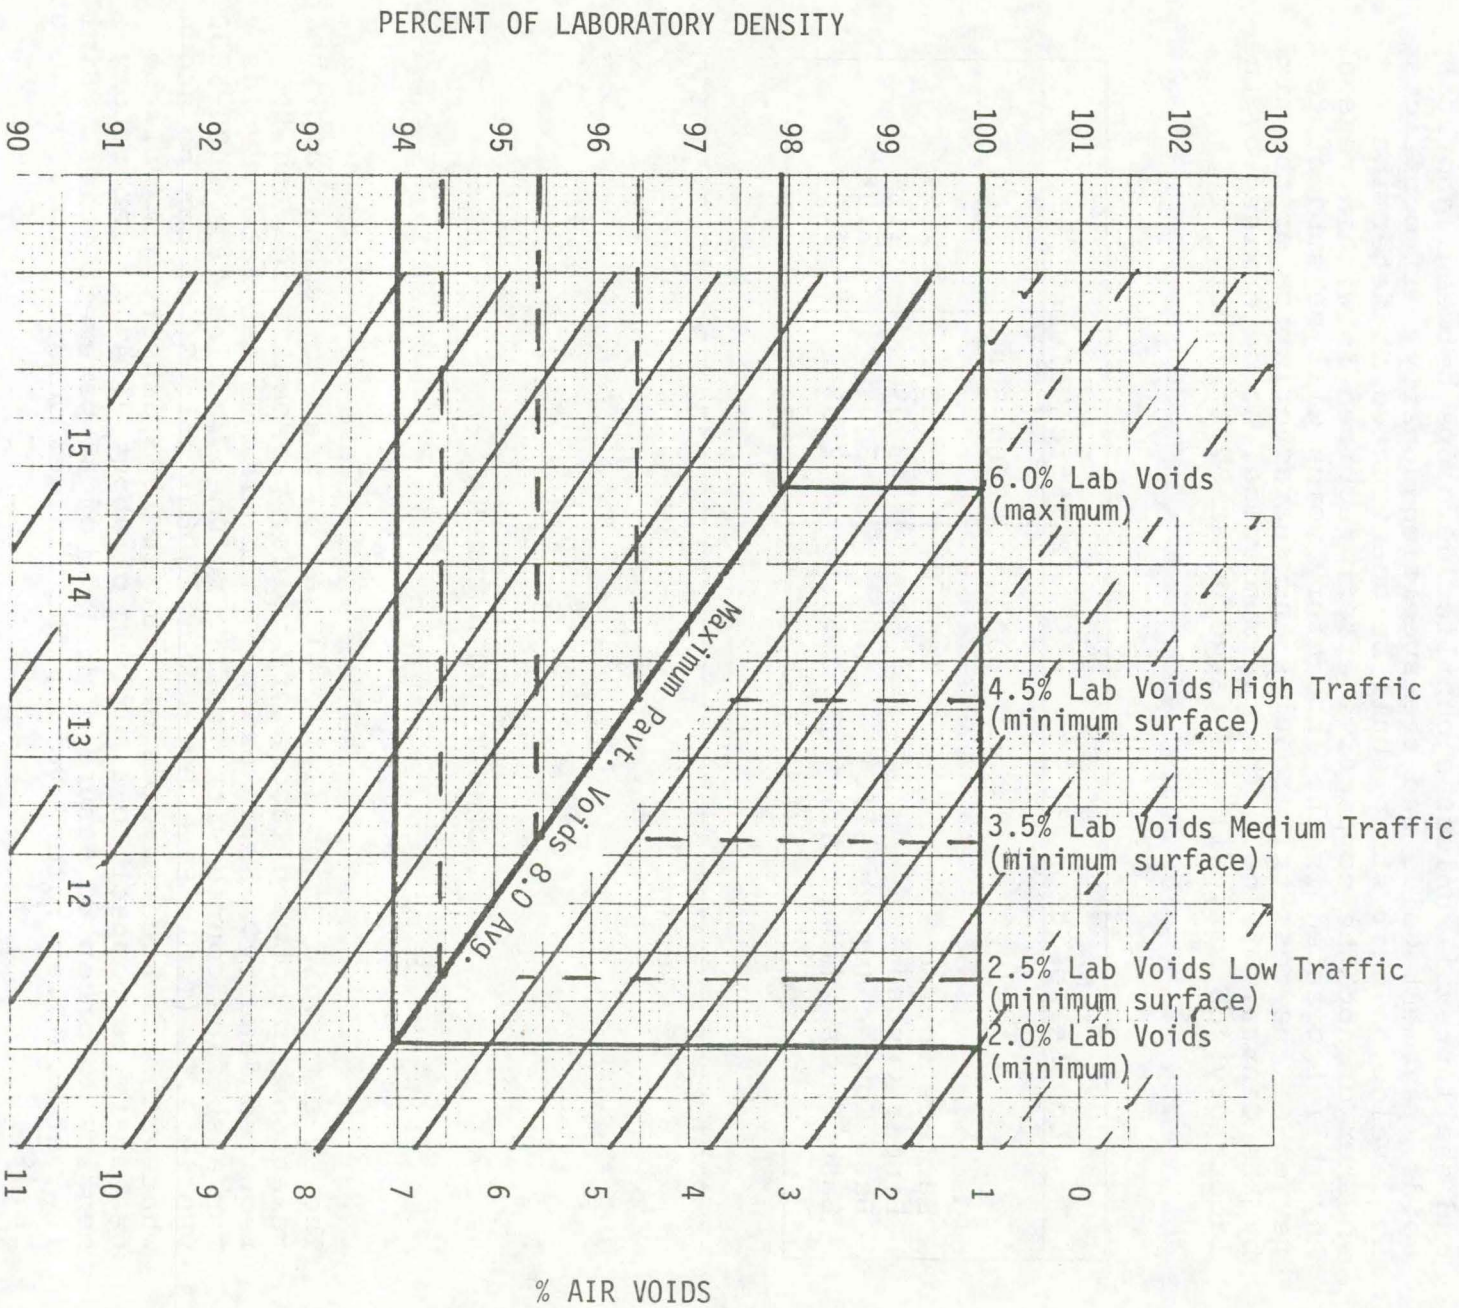 PERCENT OF LABORATORY DENSITY
90 91 92 93 94 95 96 97 98 99 100 101 102 103
6.0% Lab Voids
(maximum)
4.5% Lab Voids High Traffic
(minimum surface)
3.5% Lab Voids Medium Traffic
(minimum surface)
2.5% Lab Voids Low Traffic
(minimum surface)
2.0% Lab Voids
(minimum)
Maximum Pavt. Voids 8.0 Avg.
15
14
13
12
11 10 9 8 7 6 5 4 3 2 1 0
% AIR VOIDS